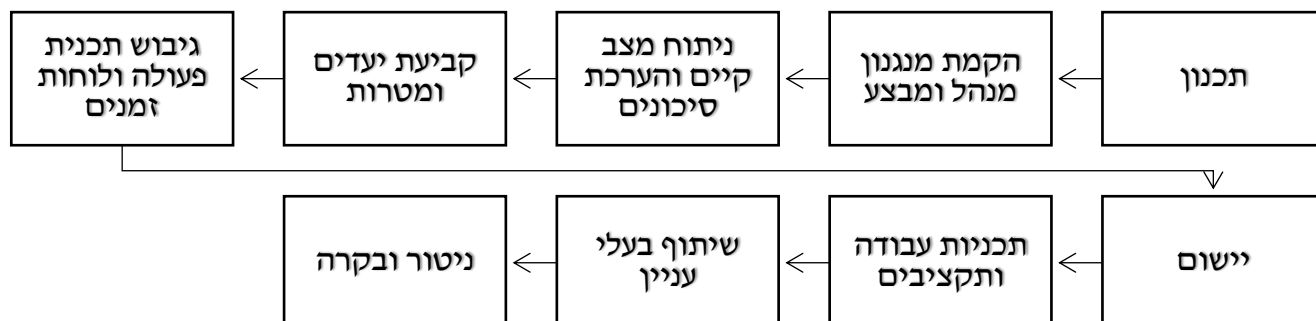 תכנון
הקמת מנגנון
מנהל ומבצע
ניתוח מצב
קיים והערכת
סיכונים
קביעת יעדים
ומטרות
גיבוש תכנית
פעולה ולוחות
זמנים
יישום
תכניות עבודה
ותקציבים
שיתוף בעלי
עניין
ניטור ובקרה